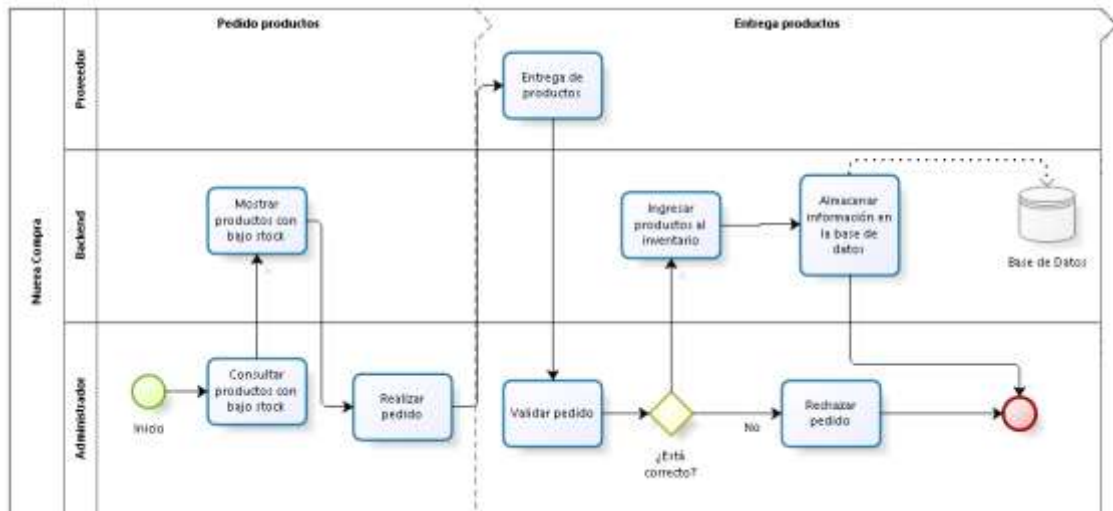 Pedido productos
Entrega productos
Nueva Compra
Proveedor
Entrega de
productos
Backend
Mostrar
productos con
bajo stock
Ingresar
productos al
inventario
Almacenar
información en
la base de
datos
Base de Datos
Administrador
Inicio
Consultar
productos con
bajo stock
Realizar
pedido
Validar pedido
¿Está
correcto?
No
Rechazar
pedido